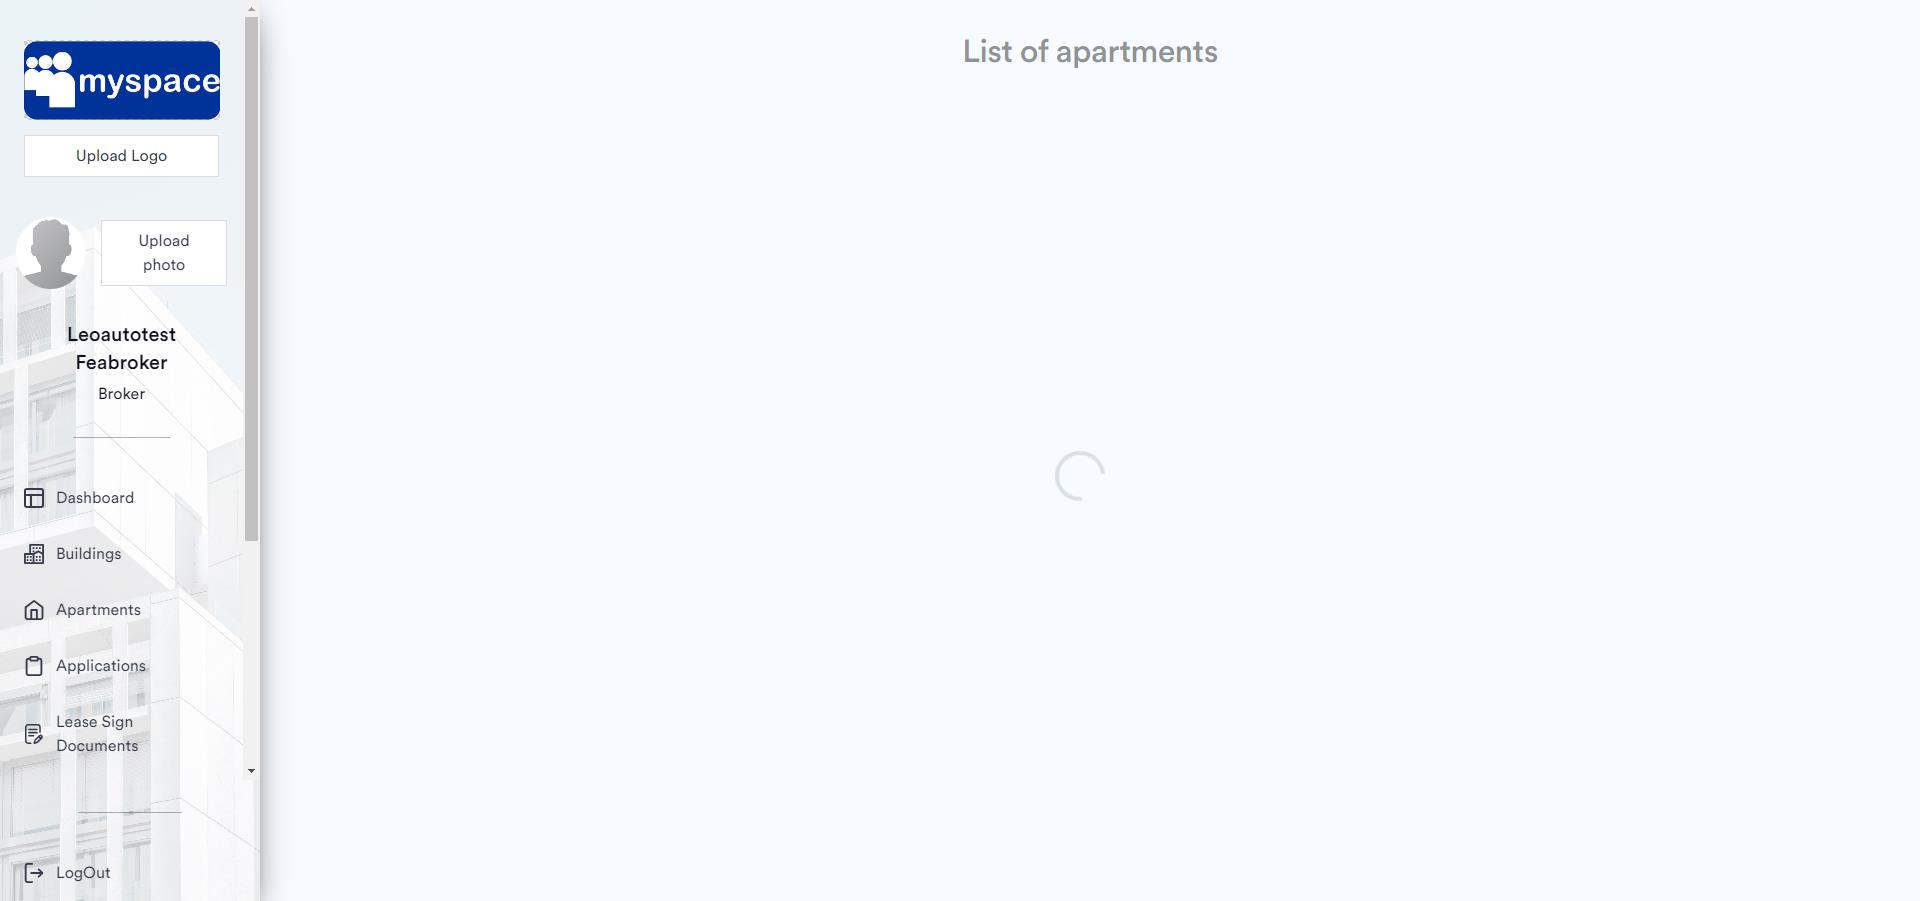 myspace
Upload Logo
Upload
photo
Leoautotest
Feabroker
Broker
Dashboard
Buildings
Apartments
Applications
Lease Sign
Documents
LogOut
List of apartments